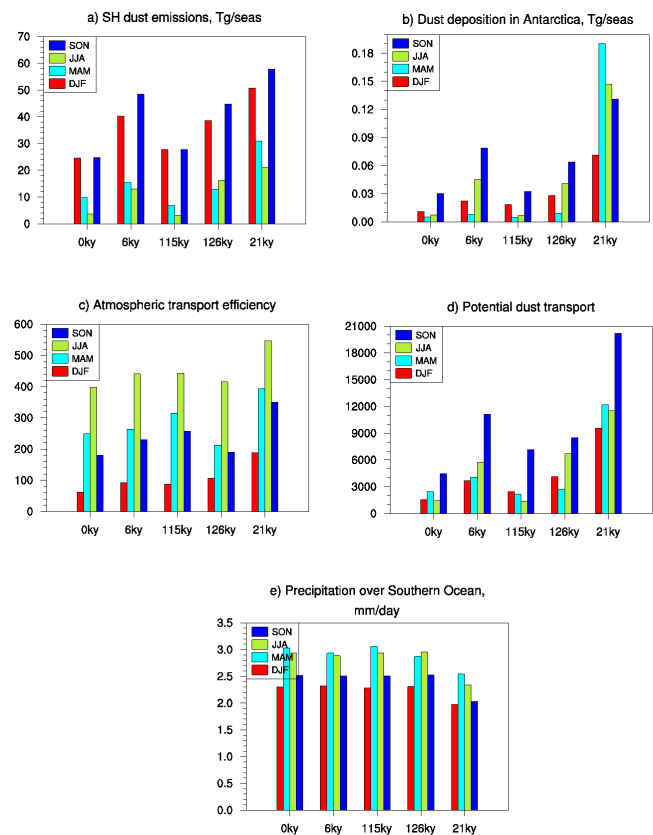 a) SH dust emissions, Tg/seas
70
60
50
40
30
20
10
0
SON
JJA
MAM
DJF
0ky 6ky 115ky 126ky 21ky
b) Dust deposition in Antarctica, Tg/seas
0.18
0.15
0.12
0.09
0.06
0.03
0.00
SON
JJA
MAM
DJF
0ky 6ky 115ky 126ky 21ky
c) Atmospheric transport efficiency
600
500
400
300
200
100
0
SON
JJA
MAM
DJF
0ky 6ky 115ky 126ky 21ky
d) Potential dust transport
21000
18000
15000
12000
9000
6000
3000
0
SON
JJA
MAM
DJF
0ky 6ky 115ky 126ky 21ky
e) Precipitation over Southern Ocean,
mm/day
3.5
3.0
2.5
2.0
1.5
1.0
0.5
0.0
SON
JJA
MAM
DJF
0ky 6ky 115ky 126ky 21ky